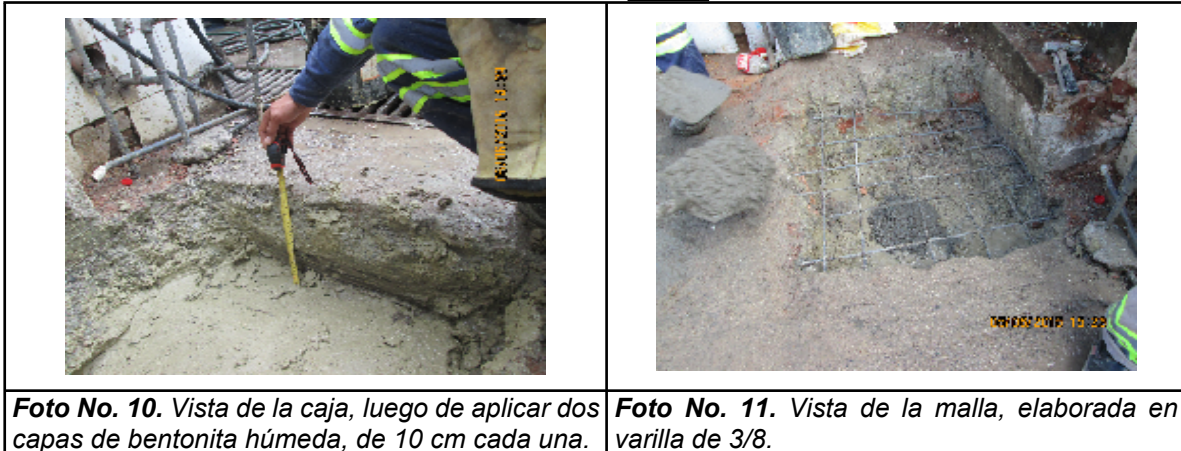 Foto No. 10. Vista de la caja, luego de aplicar dos
capas de bentonita húmeda, de 10 cm cada una.
Foto No. 11. Vista de la malla, elaborada en
varilla de 3/8.